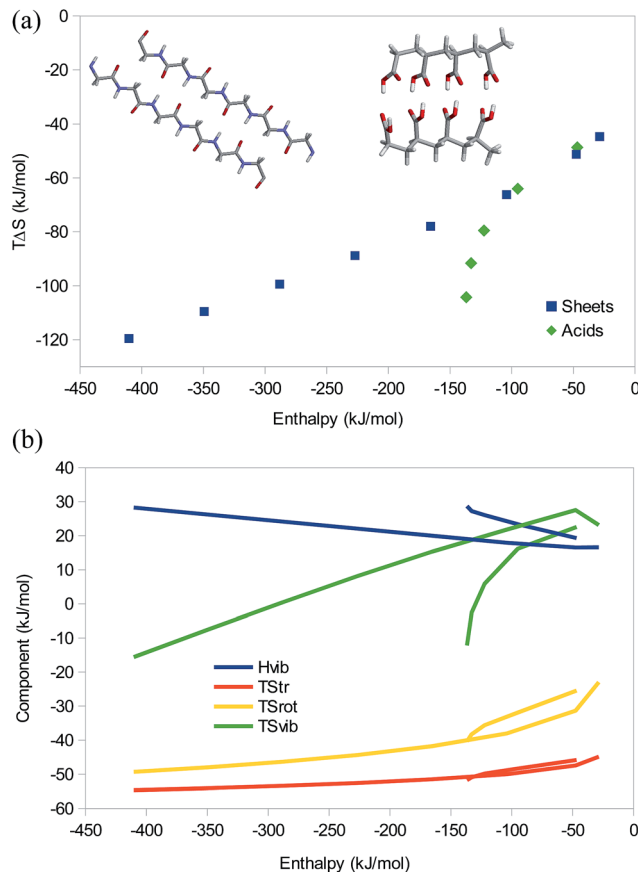 (a)
0
-20
-40
-60
-80
-100
-120
TΔS (kJ/mol)
Sheets
Acids
-450 -400 -350 -300 -250 -200 -150 -100 -50 0
Enthalpy (kJ/mol)
(b)
40
30
20
10
0
-10
-20
-30
-40
-50
-60
Component (kJ/mol)
Hvib
TStr
TSrot
TSvib
-450 -400 -350 -300 -250 -200 -150 -100 -50 0
Enthalpy (kJ/mol)